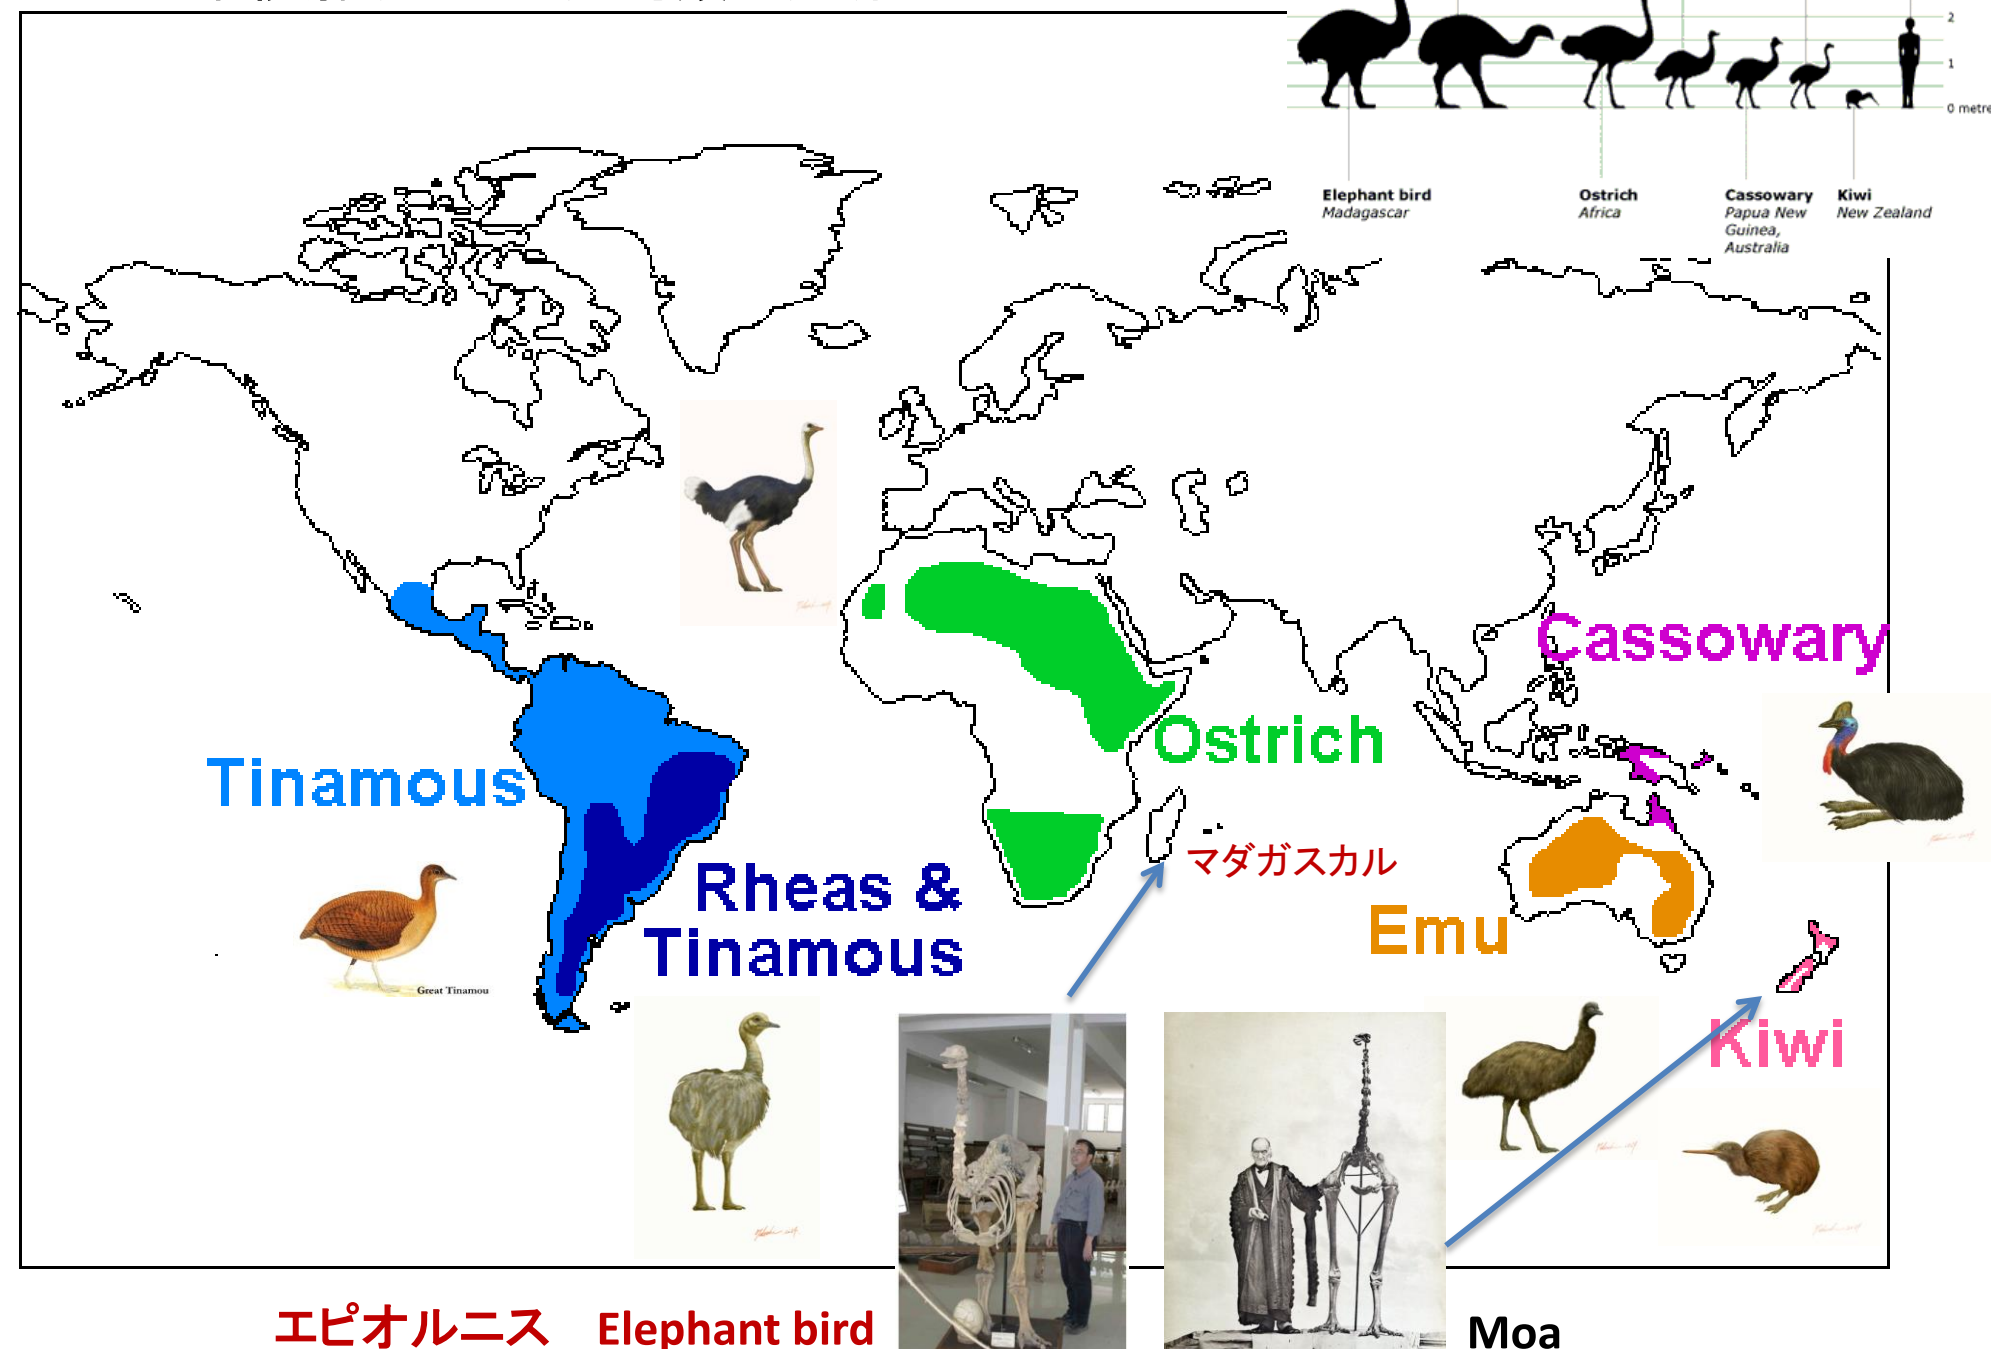 2
1
0 metre
Elephant bird
Madagascar
Ostrich
Africa
Cassowary
Papua New
Guinea,
Australia
Kiwi
New Zealand
Cassowary
Ostrich
Tinamous
マダガスカル
Rheas &
Tinamous
Emu
Great Tinamou
Kiwi
エピオルニス Elephant bird
Moa